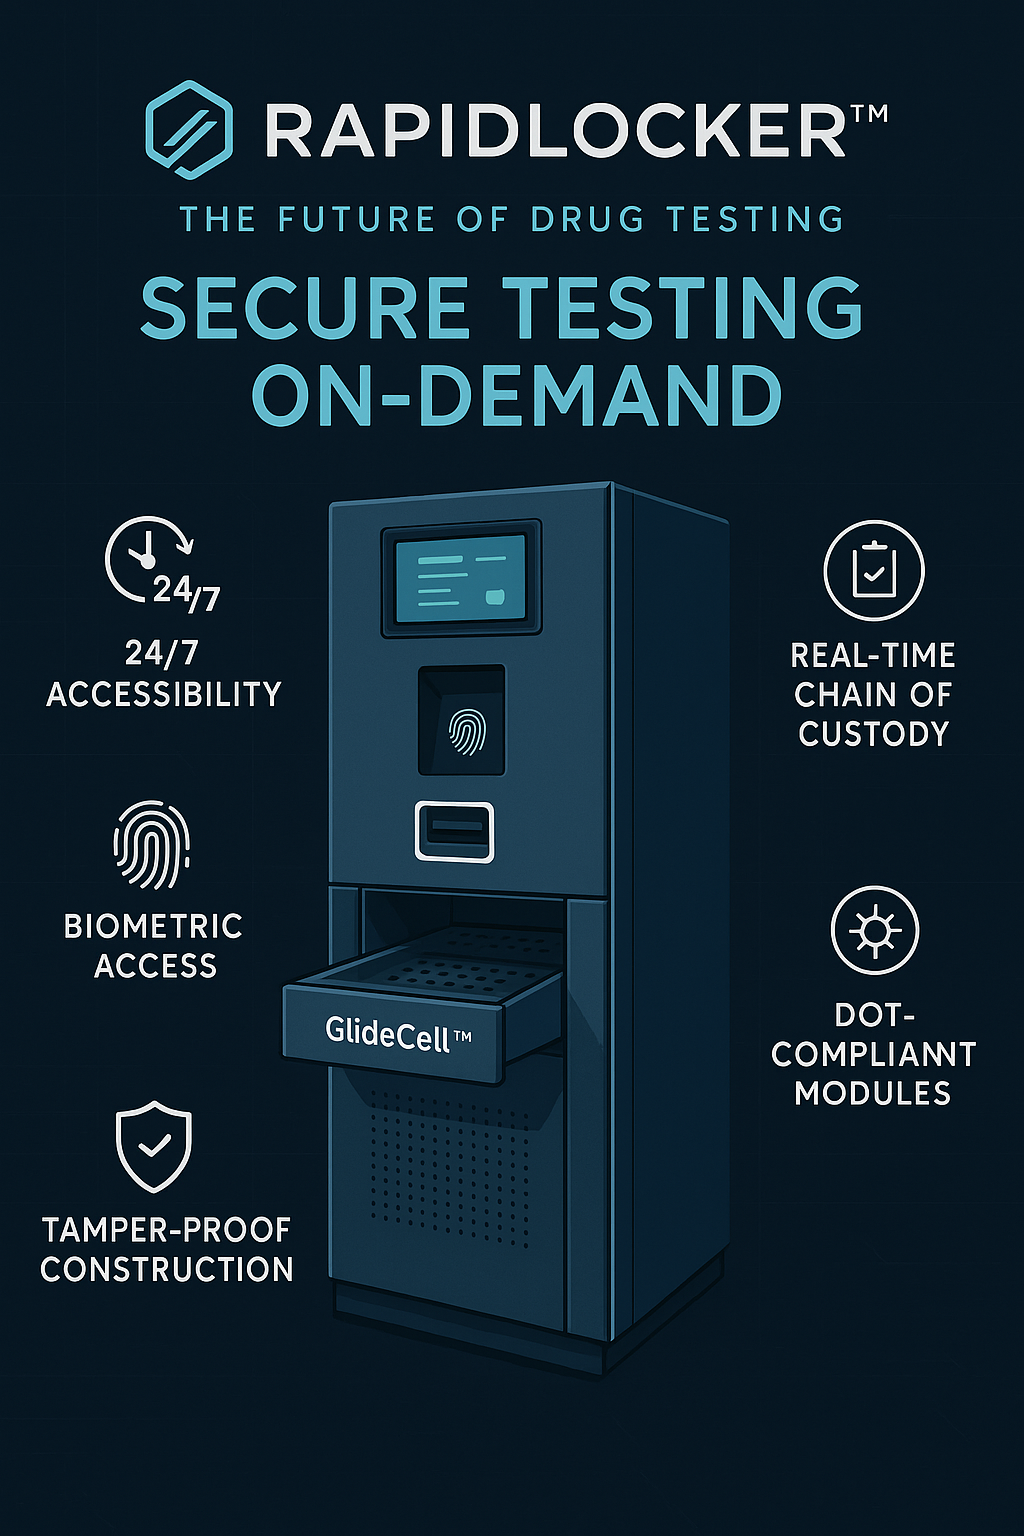 RAPIDLOCKER™
THE FUTURE OF DRUG TESTING
SECURE TESTING
ON-DEMAND
24/7
24/7
ACCESSIBILITY
BIOMETRIC
ACCESS
TAMPER-PROOF
CONSTRUCTION
GlideCell™
REAL-TIME
CHAIN OF
CUSTODY
DOT-
COMPLIANNT
MODULES